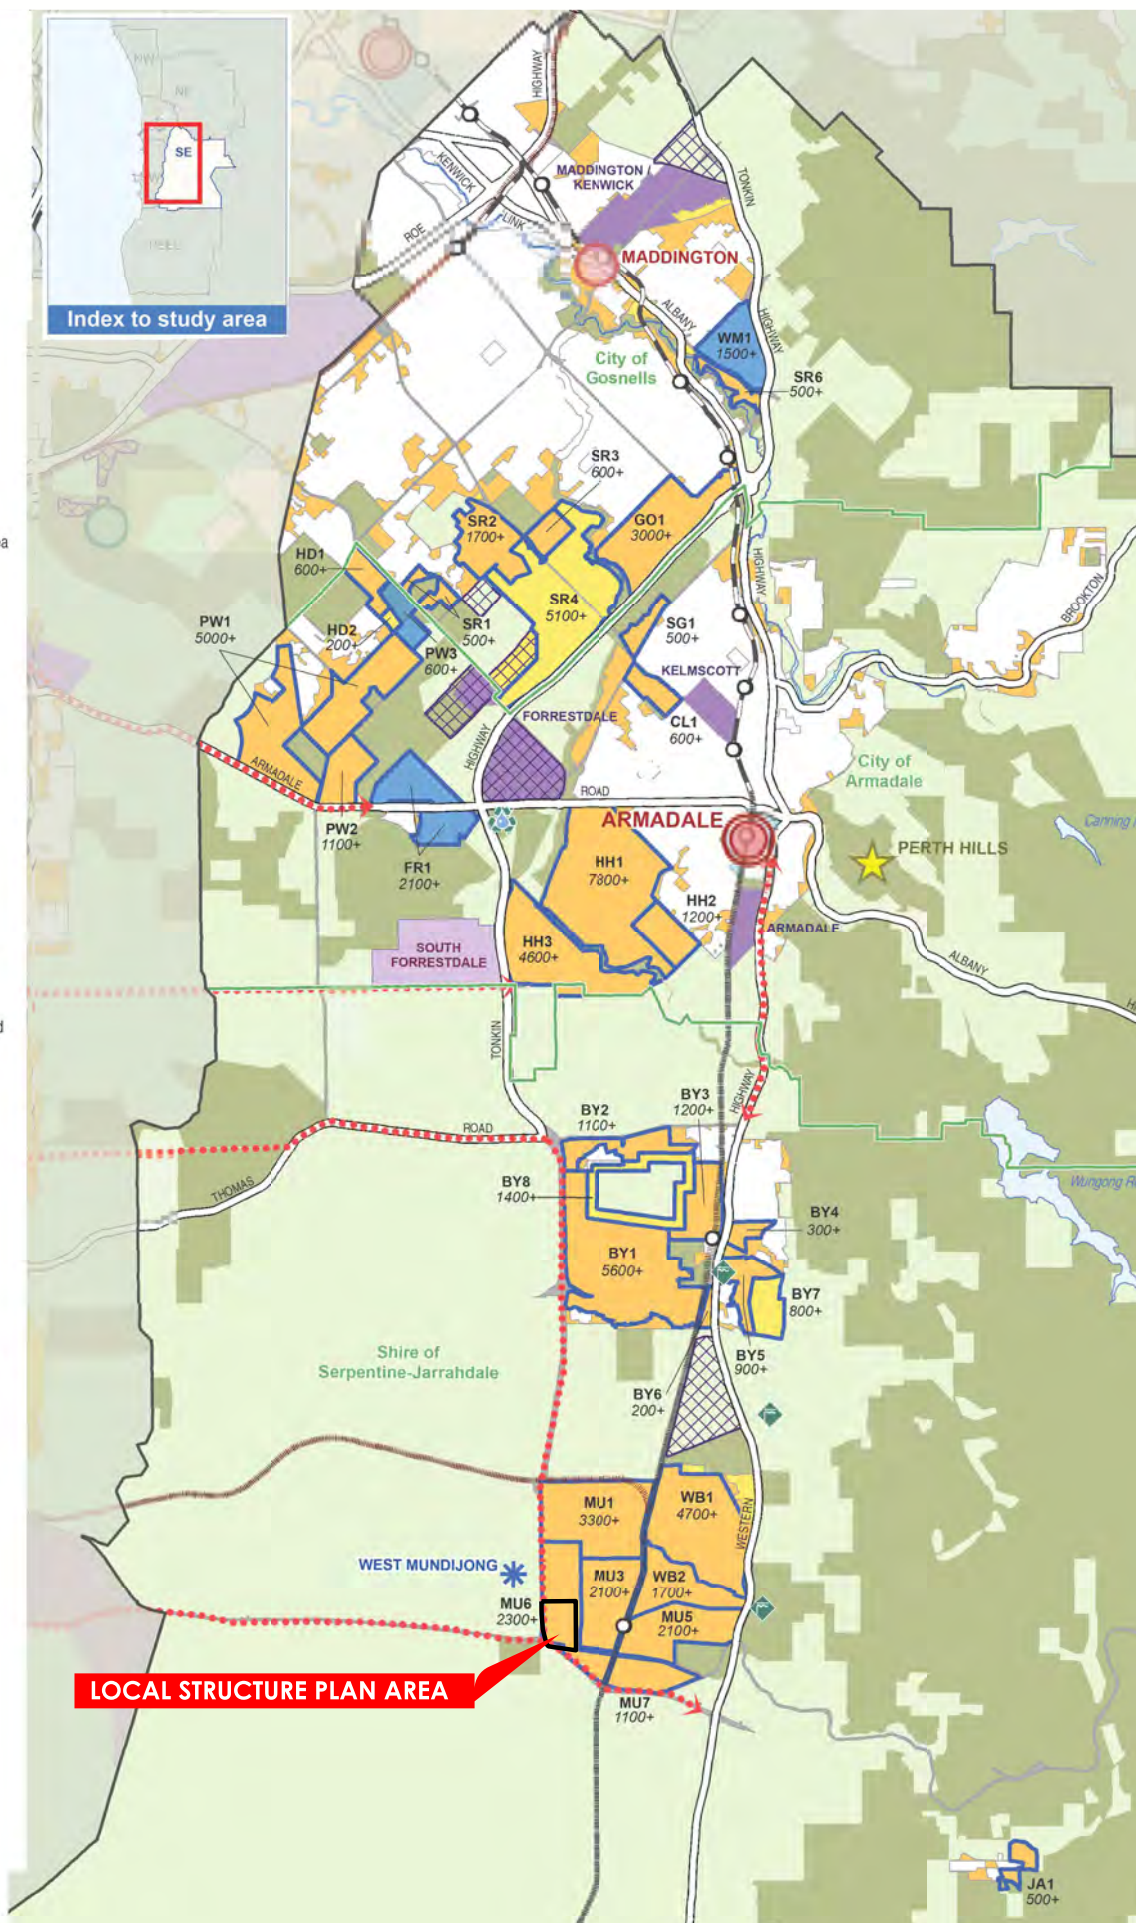 NW
NE
SE
PEEL
Index to study area
HIGHWAY
KENWICK
LINK
ROE
MADDINGTON /
KENWICK
TONKIN
MADDINGTON
ALBANY
HIGHWAY
City of
Gosnells
WM1
1500+
SR6
500+
SR3
600+
SR2
1700+
GO1
3000+
HD1
600+
SR4
5100+
HIGHWAY
BROOKTON
PW1
5000+
HD2
200+
SR1
500+
SG1
500+
PW3
600+
KELMSCOTT
FORRESTDALE
CL1
600+
HIGHWAY
City of
Armadale
ARMADALE
ROAD
PW2
1100+
ARMADALE
Canning
PERTH HILLS
FR1
2100+
HH1
7800+
HH2
1200+
ARMADALE
SOUTH
FORRESTDALE
HH3
4600+
ALBANY
TONKIN
HIGHWAY
BY3
1200+
BY2
1100+
ROAD
THOMAS
BY8
1400+
Wungong
BY4
300+
BY1
5600+
BY7
800+
Shire of
Serpentine-Jarrahdale
BY5
900+
BY6
200+
MU1
3300+
WB1
4700+
WESTERN
WEST MUNDIJONG
MU3
2100+
WB2
1700+
MU6
2300+
MU5
2100+
LOCAL STRUCTURE PLAN AREA
MU7
1100+
JA1
500+